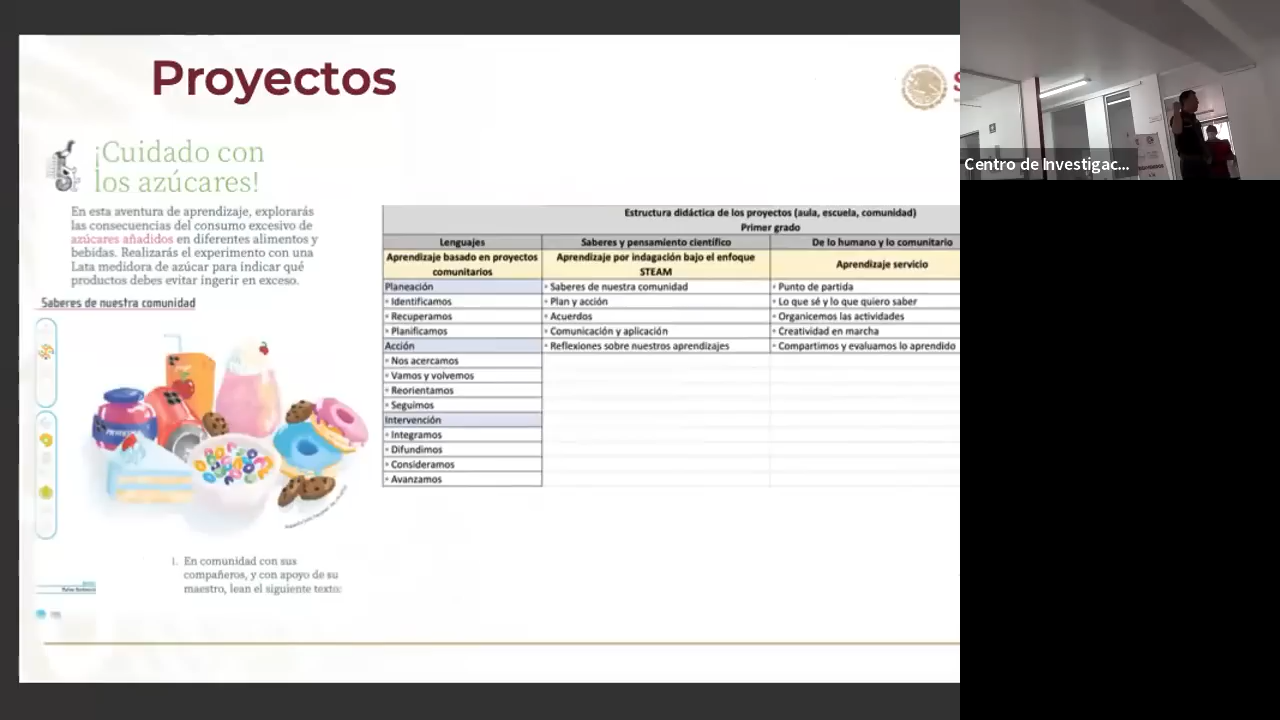 Proyectos
S
Centro de Investigac...
¡Cuidado con
los azúcares!
En esta aventura de aprendizaje, explorarás
las consecuencias del consumo excesivo de
azúcares añadidos en diferentes alimentos y
bebidas. Realizarás el experimento con una
Lata medidora de azúcar para indicar qué
productos debes evitar ingerir en exceso.
Saberes de nuestra comunidad
1. En comunidad con sus
compañeros, y con apoyo de su
maestro, lean el siguiente texto:
Estructura didáctica de los proyectos (aula, escuela, comunidad)
Primer grado
Lenguajes Saberes y pensamiento científico De lo humano y lo comunitario
Aprendizaje basado en proyectos comunitarios Aprendizaje por indagación bajo el enfoque STEAM Aprendizaje servicio
Planeación ◦ Saberes de nuestra comunidad ◦ Punto de partida
◦ Identificamos ◦ Plan y acción ◦ Lo que sé y lo que quiero saber
◦ Recuperamos ◦ Acuerdos ◦ Organicemos las actividades
◦ Planificamos ◦ Comunicación y aplicación ◦ Creatividad en marcha
Acción ◦ Reflexiones sobre nuestros aprendizajes ◦ Compartimos y evaluamos lo aprendido
◦ Nos acercamos
◦ Vamos y volvemos
◦ Reorientamos
◦ Seguimos
Intervención
◦ Integramos
◦ Difundimos
◦ Consideramos
◦ Avanzamos